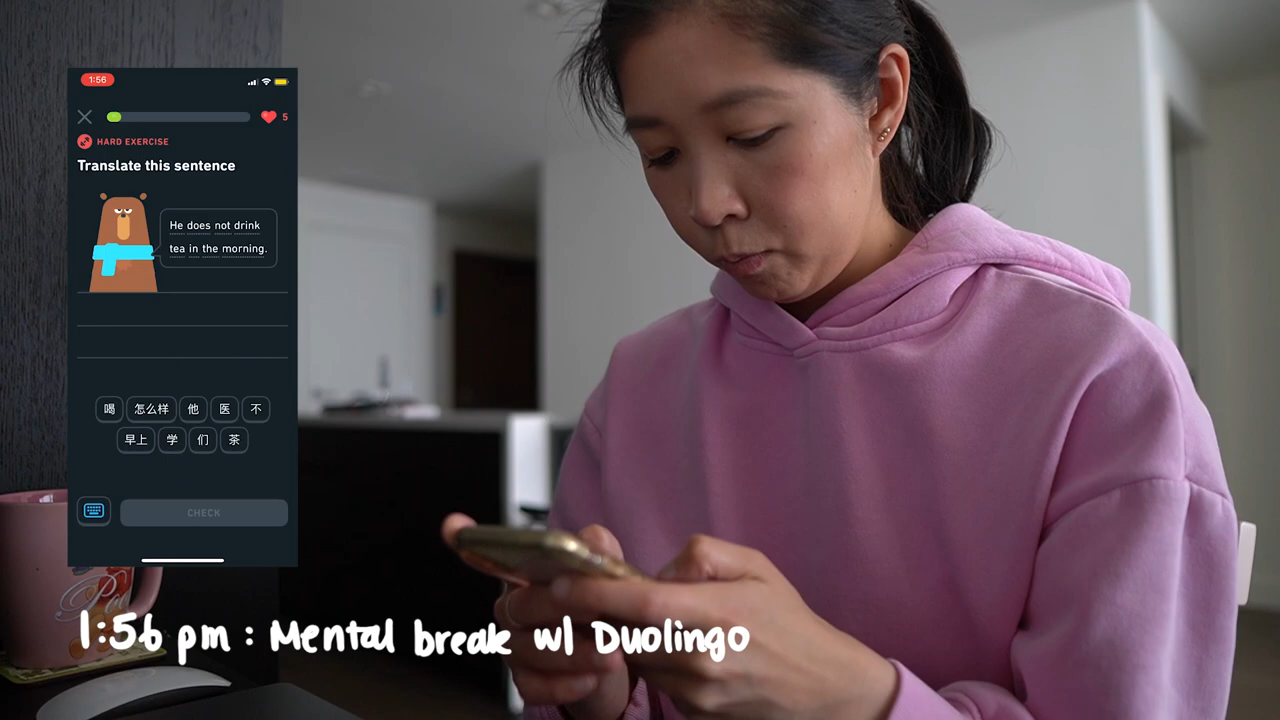 1:56
5
HARD EXERCISE
Translate this sentence
He does not drink
tea in the morning.
喝 怎么样 他 医 不
早上 学 们 茶
CHECK
1:56 pm : Mental break w/ Duolingo